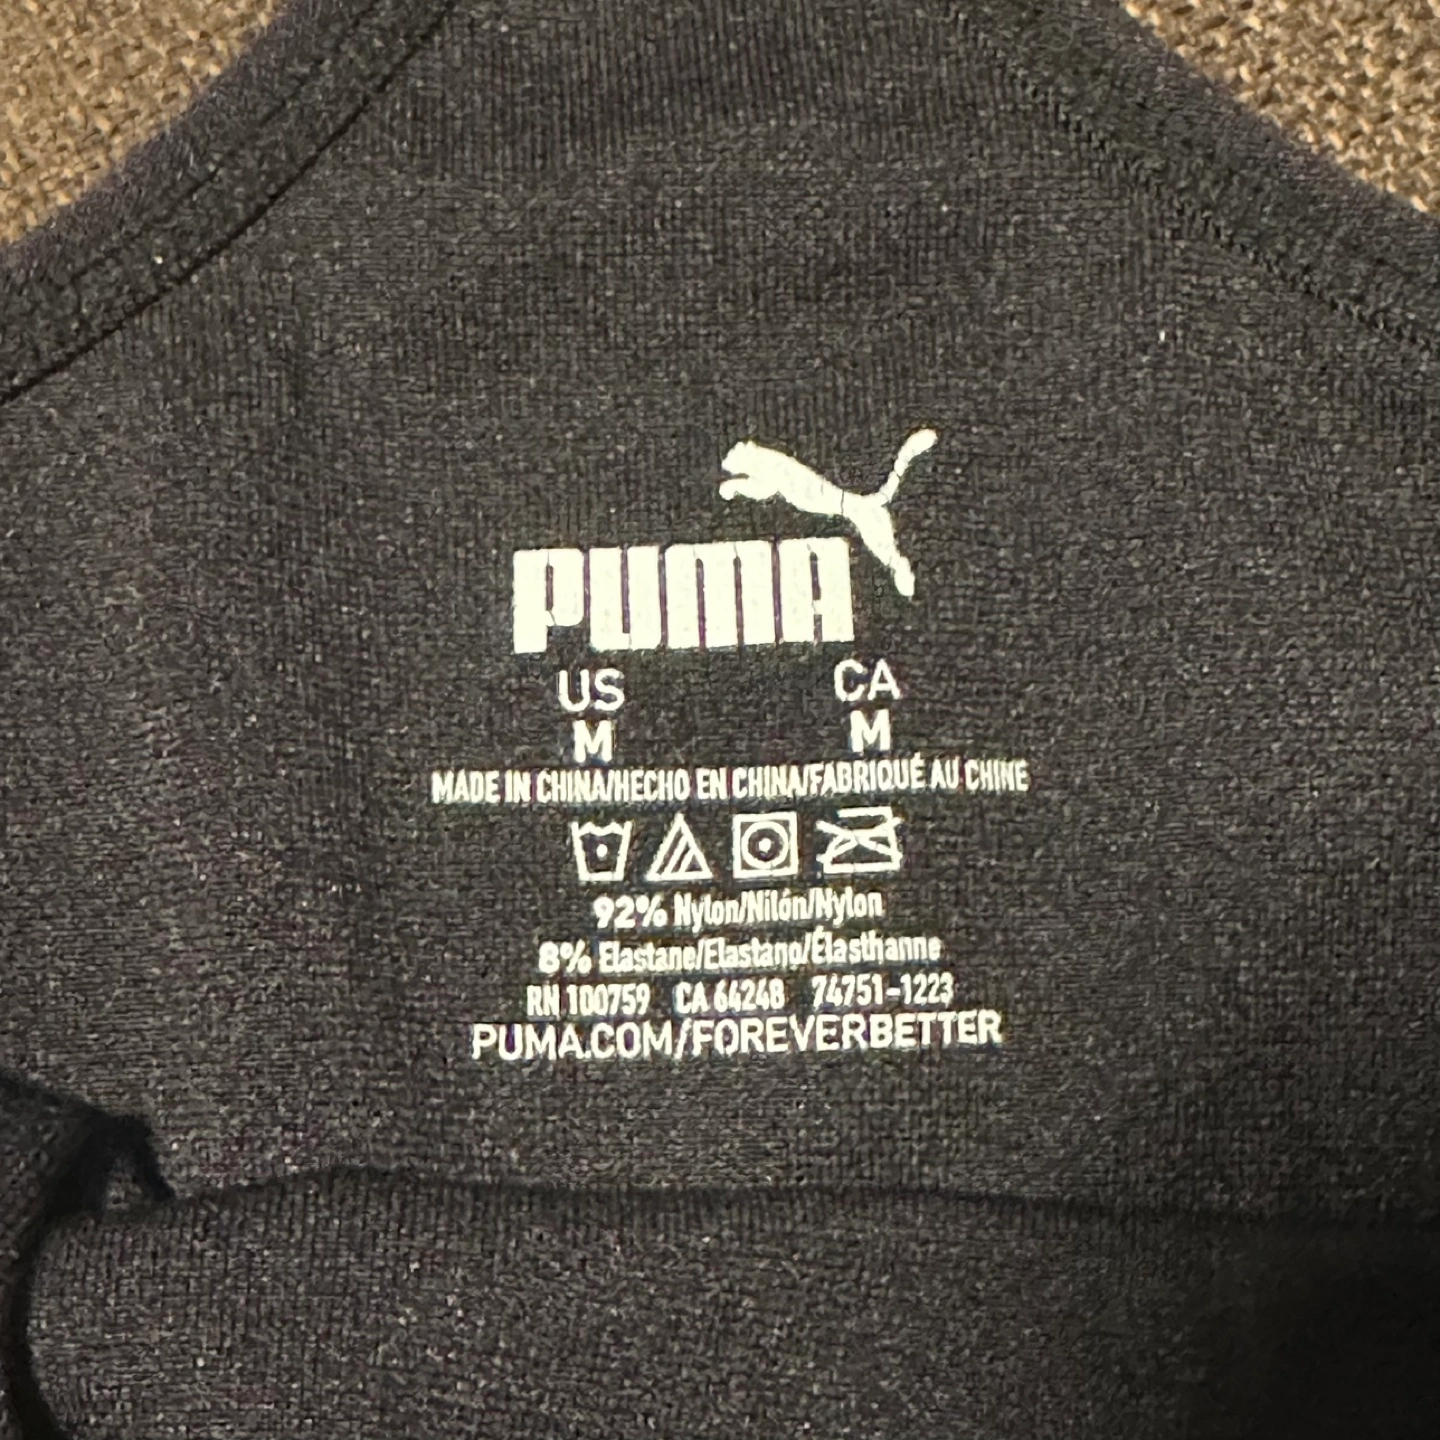 PUMA
US CA
M M
MADE IN CHINA/HECHO EN CHINA/FABRIQUÉ AU CHINE
92% Nylon/Nilón/Nylon
8% Elastane/Elastano/Élasthanne
RN 100759 CA 64248 74751-1223
PUMA.COM/FOREVERBETTER